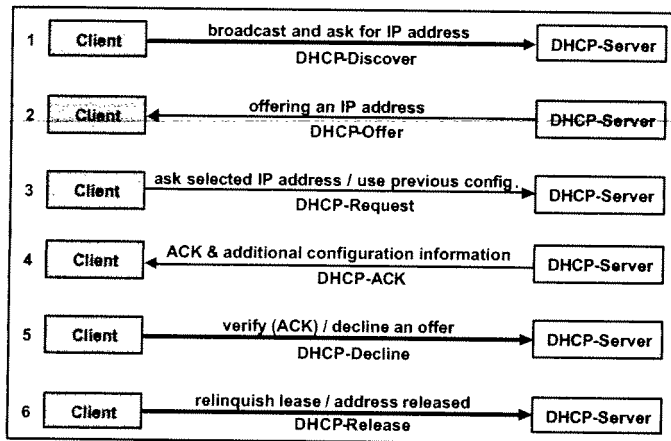 broadcast and ask for IP address
1 Client DHCP-Server
DHCP-Discover
offering an IP address
2 Client DHCP-Server
DHCP-Offer
ask selected IP address / use previous config.
3 Client DHCP-Server
DHCP-Request
ACK & additional configuration information
4 Client DHCP-Server
DHCP-ACK
verify (ACK) / decline an offer
5 Client DHCP-Server
DHCP-Decline
relinquish lease / address released
6 Client DHCP-Server
DHCP-Release